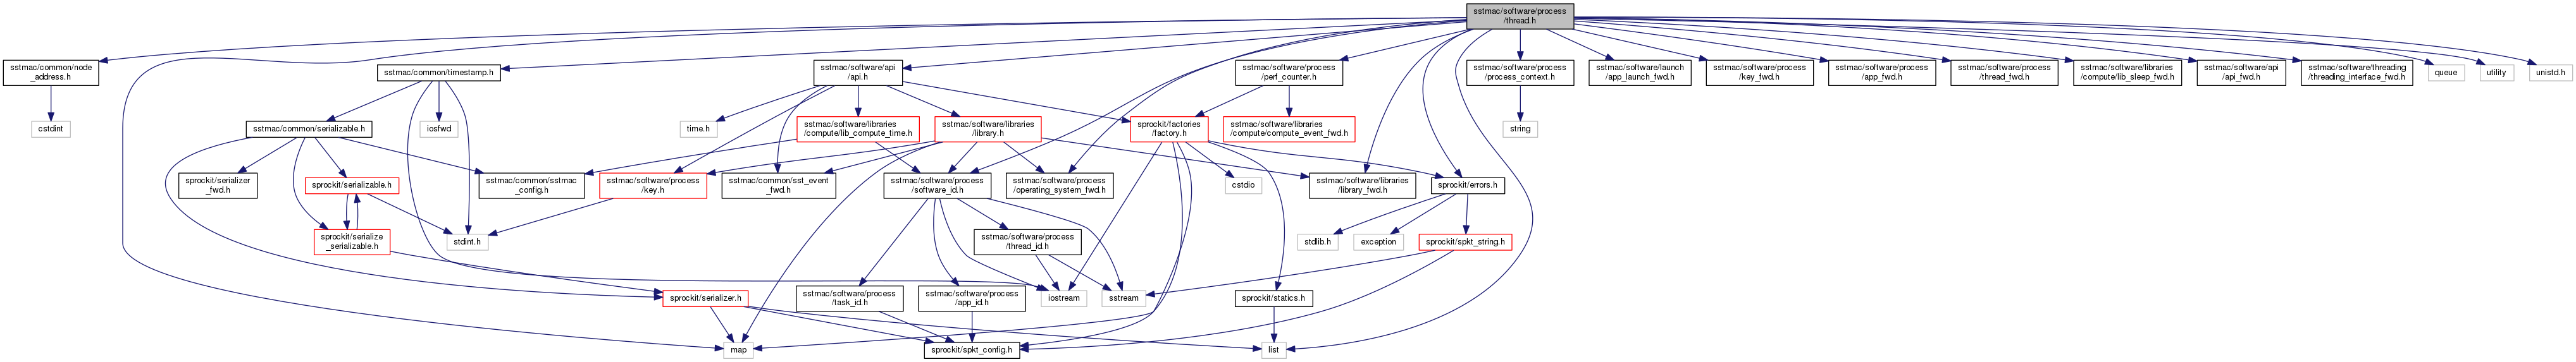 sstmac/software/process
/thread.h
sstmac/common/node
_address.h
sstmac/common/timestamp.h
sstmac/software/api
/api.h
sstmac/software/process
/perf_counter.h
sstmac/software/process
/process_context.h
sstmac/software/launch
/app_launch_fwd.h
sstmac/software/process
/key_fwd.h
sstmac/software/process
/app_fwd.h
sstmac/software/process
/thread_fwd.h
sstmac/software/libraries
/compute/lib_sleep_fwd.h
sstmac/software/api
/api_fwd.h
sstmac/software/threading
/threading_interface_fwd.h
queue
utility
unistd.h
cstdint
sstmac/common/serializable.h
iosfwd
time.h
sstmac/software/libraries
/compute/lib_compute_time.h
sstmac/software/libraries
/library.h
sprockit/factories
/factory.h
sstmac/software/libraries
/compute/compute_event_fwd.h
string
sprockit/serializer
_fwd.h
sprockit/serializable.h
sstmac/common/sstmac
_config.h
sstmac/software/process
/key.h
sstmac/common/sst_event
_fwd.h
sstmac/software/process
/software_id.h
sstmac/software/process
/operating_system_fwd.h
cstdio
sstmac/software/libraries
/library_fwd.h
sprockit/errors.h
sprockit/serialize
_serializable.h
stdint.h
sstmac/software/process
/thread_id.h
stdlib.h
exception
sprockit/spkt_string.h
sprockit/serializer.h
sstmac/software/process
/task_id.h
sstmac/software/process
/app_id.h
iostream
sstream
sprockit/statics.h
map
sprockit/spkt_config.h
list